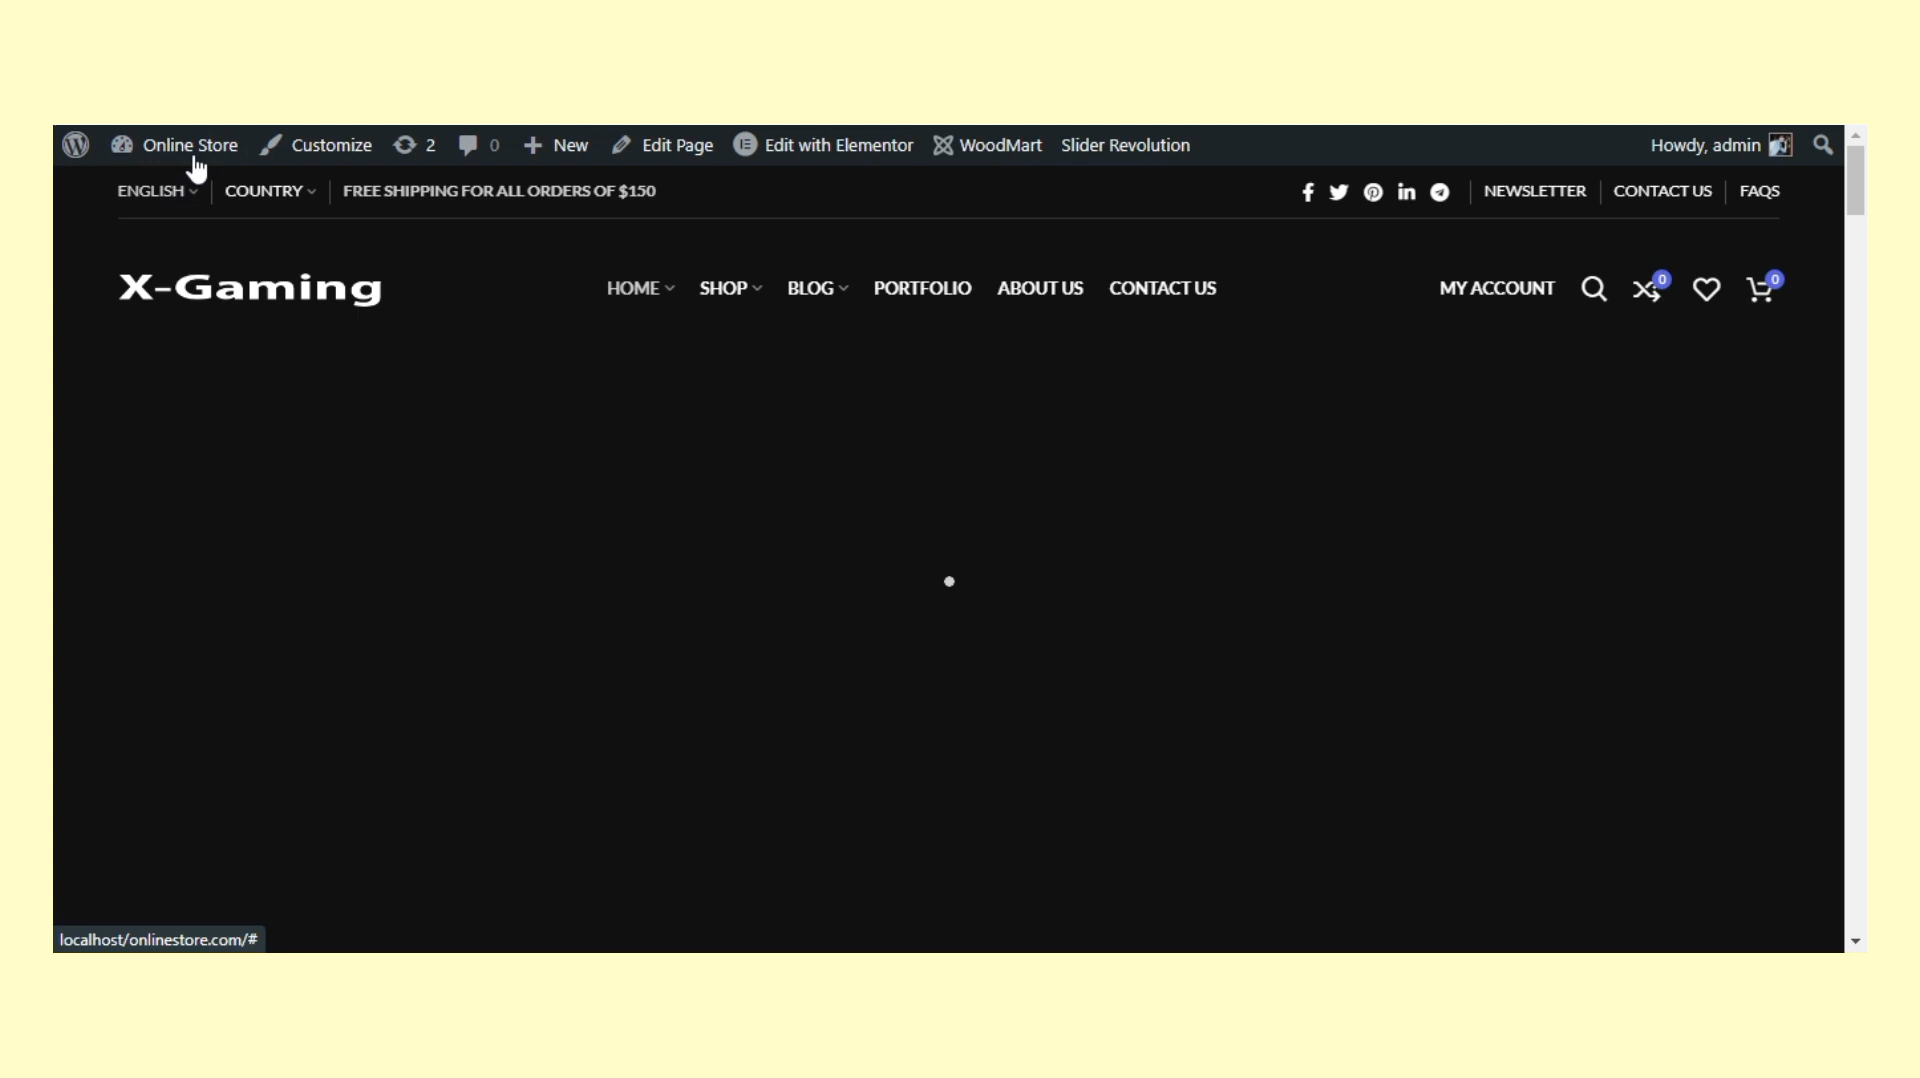 Online Store Customize 2 0 New Edit Page Edit with Elementor WoodMart Slider Revolution Howdy, admin
ENGLISH COUNTRY FREE SHIPPING FOR ALL ORDERS OF $150 NEWSLETTER CONTACT US FAQS
X-Gaming HOME SHOP BLOG PORTFOLIO ABOUT US CONTACT US MY ACCOUNT 0 0
localhost/onlinestore.com/#